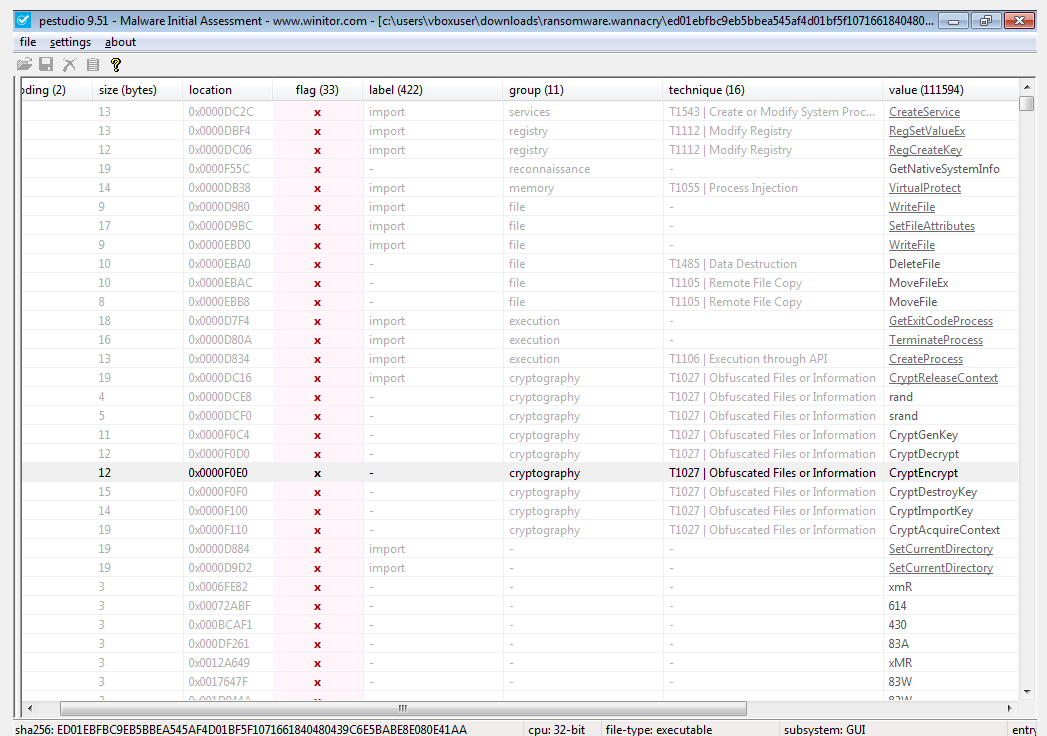 pestudio 9.51 - Malware Initial Assessment - www.winitor.com - [c:\users\vboxuser\downloads\ransomware.wannacry\ed01ebfbc9eb5bbea545af4d01bf5f1071661840480...
file settings about
oding (2) size (bytes) location flag (33) label (422) group (11) technique (16) value (111594)
13 0x0000DC2C x import services T1543 | Create or Modify System Proc... CreateService
13 0x0000DBF4 x import registry T1112 | Modify Registry RegSetValueEx
12 0x0000DC06 x import registry T1112 | Modify Registry RegCreateKey
19 0x0000F55C x - reconnaissance - GetNativeSystemInfo
14 0x0000DB38 x import memory T1055 | Process Injection VirtualProtect
9 0x0000D980 x import file - WriteFile
17 0x0000D9BC x import file - SetFileAttributes
9 0x0000EBD0 x import file - WriteFile
10 0x0000EBA0 x - file T1485 | Data Destruction DeleteFile
10 0x0000EBAC x - file T1105 | Remote File Copy MoveFileEx
8 0x0000EBB8 x - file T1105 | Remote File Copy MoveFile
18 0x0000D7F4 x import execution - GetExitCodeProcess
16 0x0000D80A x import execution - TerminateProcess
13 0x0000D834 x import execution T1106 | Execution through API CreateProcess
19 0x0000DC16 x import cryptography T1027 | Obfuscated Files or Information CryptReleaseContext
4 0x0000DCE8 x - cryptography T1027 | Obfuscated Files or Information rand
5 0x0000DCF0 x - cryptography T1027 | Obfuscated Files or Information srand
11 0x0000F0C4 x - cryptography T1027 | Obfuscated Files or Information CryptGenKey
12 0x0000F0D0 x - cryptography T1027 | Obfuscated Files or Information CryptDecrypt
12 0x0000F0E0 x - cryptography T1027 | Obfuscated Files or Information CryptEncrypt
15 0x0000F0F0 x - cryptography T1027 | Obfuscated Files or Information CryptDestroyKey
14 0x0000F100 x - cryptography T1027 | Obfuscated Files or Information CryptImportKey
19 0x0000F110 x - cryptography T1027 | Obfuscated Files or Information CryptAcquireContext
19 0x0000D884 x import - - SetCurrentDirectory
19 0x0000D9D2 x import - - SetCurrentDirectory
3 0x0006FE82 x - - - xmR
3 0x00072ABF x - - - 614
3 0x000BCAF1 x - - - 430
3 0x000DF261 x - - - 83A
3 0x0012A649 x - - - xMR
3 0x0017647F x - - - 83W
sha256: ED01EBFBC9EB5BBEA545AF4D01BF5F1071661840480439C6E5BABE8E080E41AA cpu: 32-bit file-type: executable subsystem: GUI entry